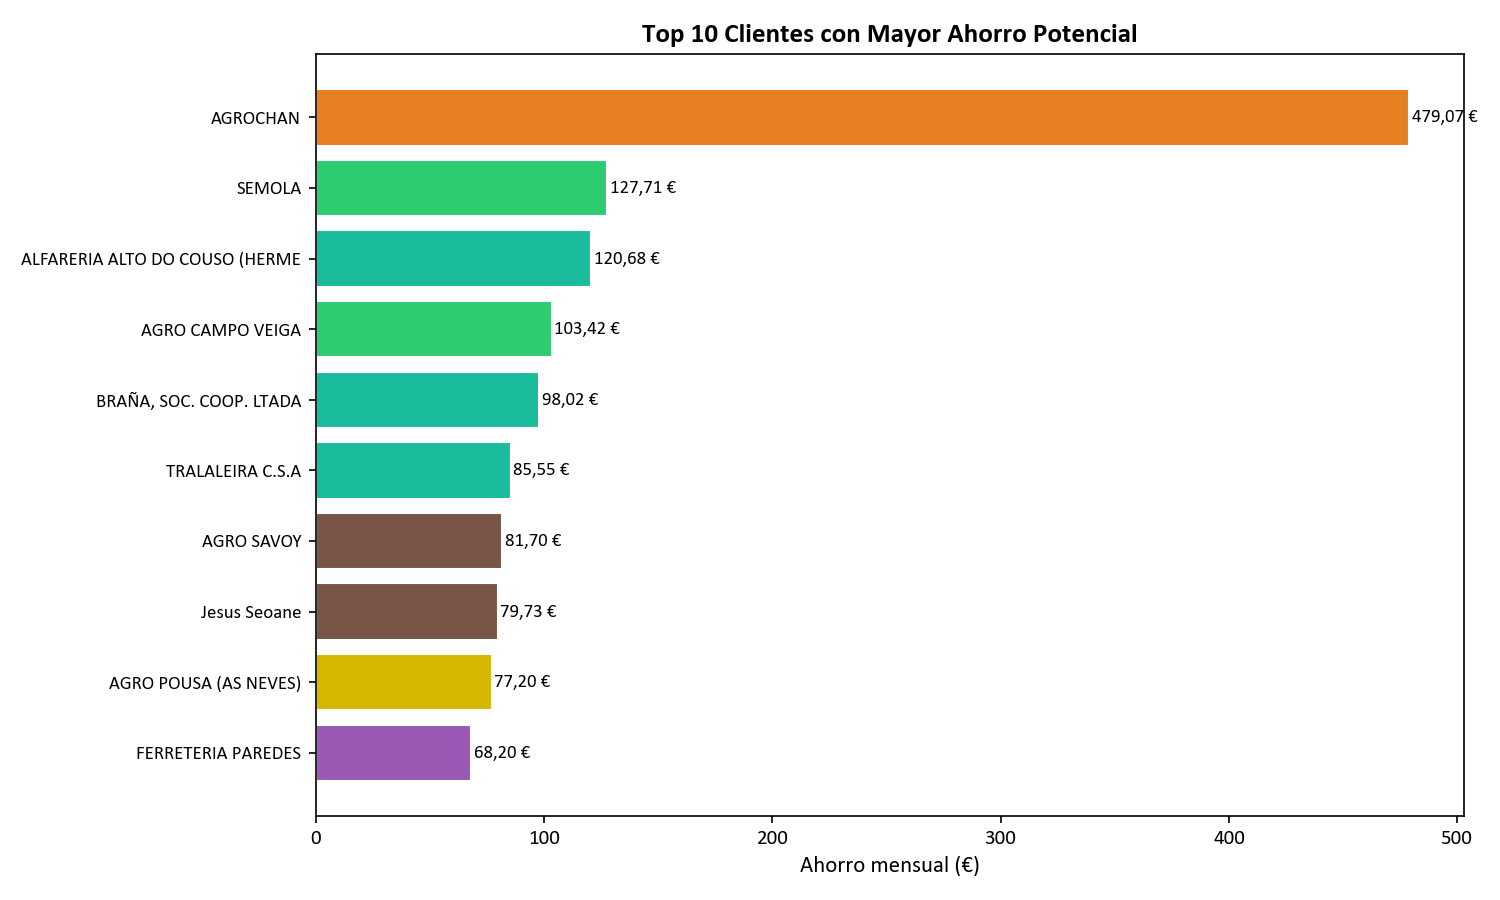 Top 10 Clientes con Mayor Ahorro Potencial
AGROCHAN 479,07 €
SEMOLA 127,71 €
ALFARERIA ALTO DO COUSO (HERME 120,68 €
AGRO CAMPO VEIGA 103,42 €
BRAÑA, SOC. COOP. LTADA 98,02 €
TRALALEIRA C.S.A 85,55 €
AGRO SAVOY 81,70 €
Jesus Seoane 79,73 €
AGRO POUSA (AS NEVES) 77,20 €
FERRETERIA PAREDES 68,20 €
0 100 200 300 400 500
Ahorro mensual (€)